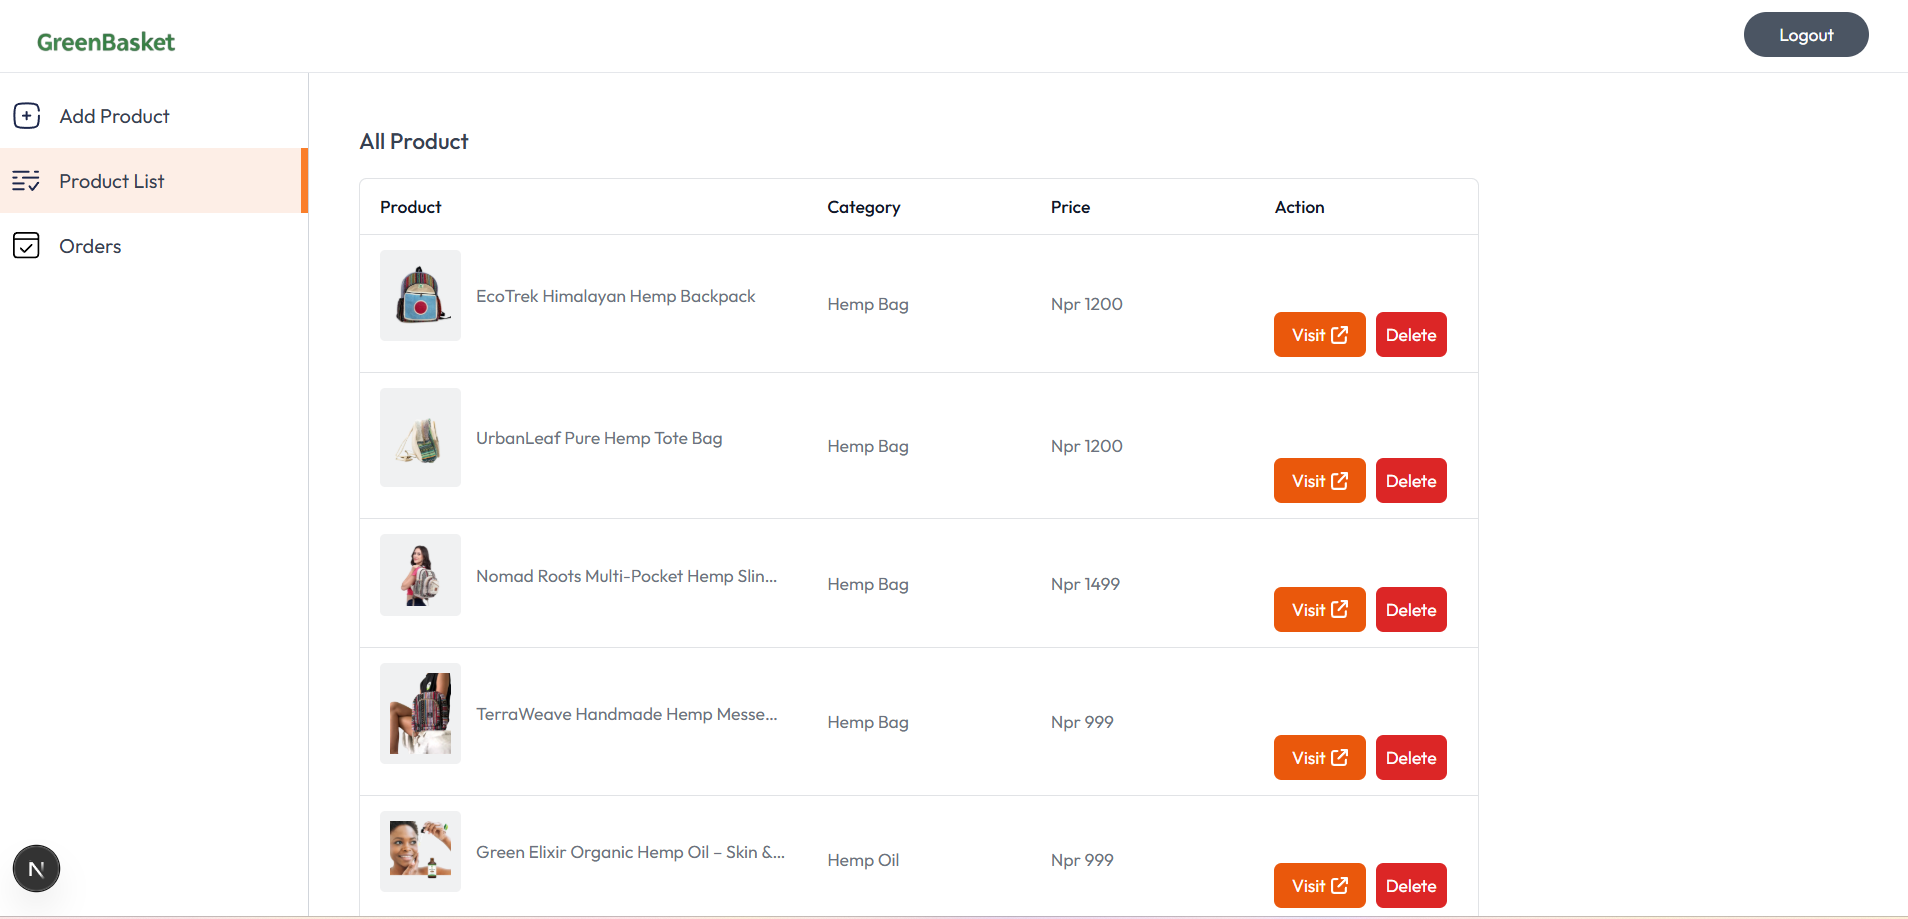 GreenBasket
Logout
Add Product
Product List
Orders
All Product
Product Category Price Action
EcoTrek Himalayan Hemp Backpack Hemp Bag Npr 1200 Visit Delete
UrbanLeaf Pure Hemp Tote Bag Hemp Bag Npr 1200 Visit Delete
Nomad Roots Multi-Pocket Hemp Slin... Hemp Bag Npr 1499 Visit Delete
TerraWeave Handmade Hemp Messe... Hemp Bag Npr 999 Visit Delete
Green Elixir Organic Hemp Oil – Skin &... Hemp Oil Npr 999 Visit Delete
N